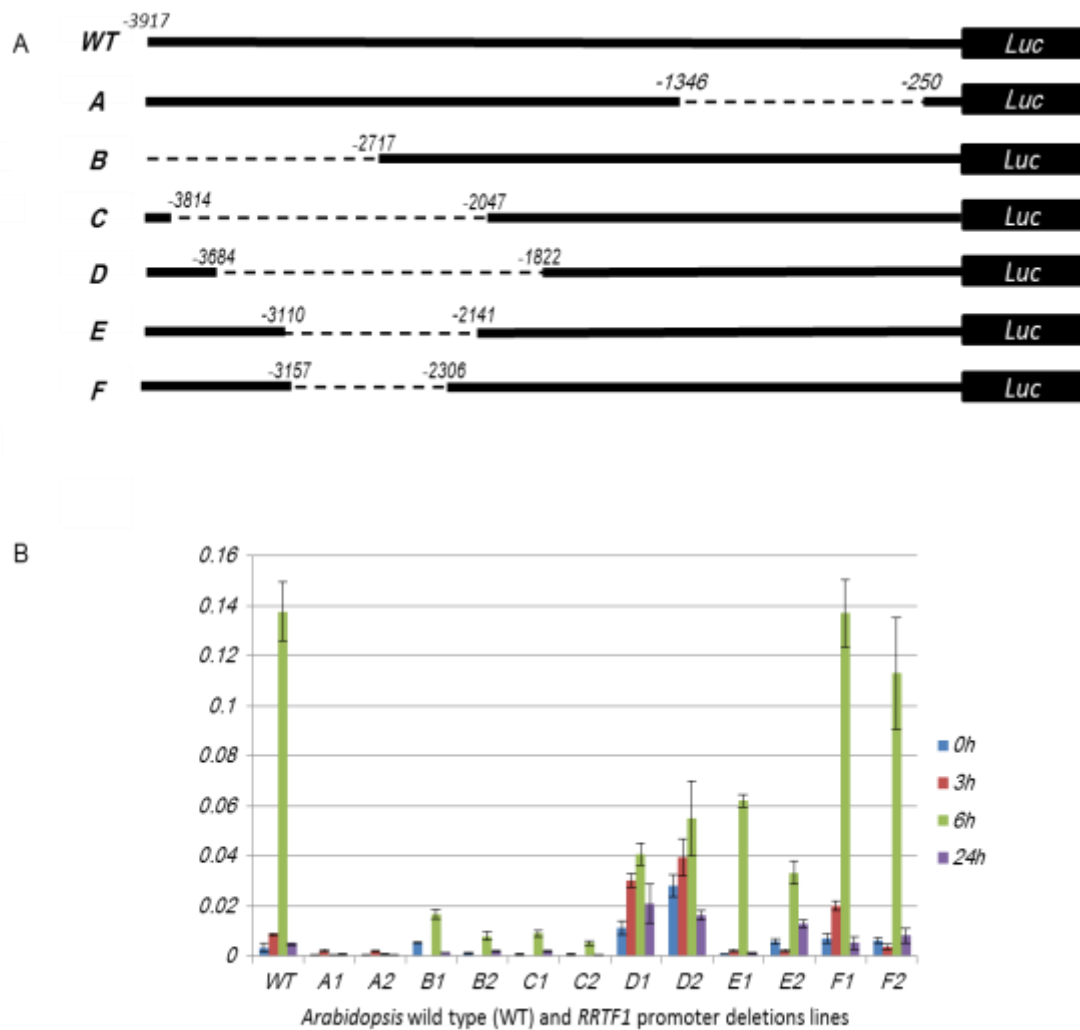 A
-3917
WT Luc
-1346 -250
A Luc
-2717
B Luc
-3814 -2047
C Luc
-3684 -1822
D Luc
-3110 -2141
E Luc
-3157 -2306
F Luc
B
0.16
0.14
0.12
0.1
0.08
0.06
0.04
0.02
0
0h
3h
6h
24h
WT A1 A2 B1 B2 C1 C2 D1 D2 E1 E2 F1 F2
Arabidopsis wild type (WT) and RRTF1 promoter deletions lines